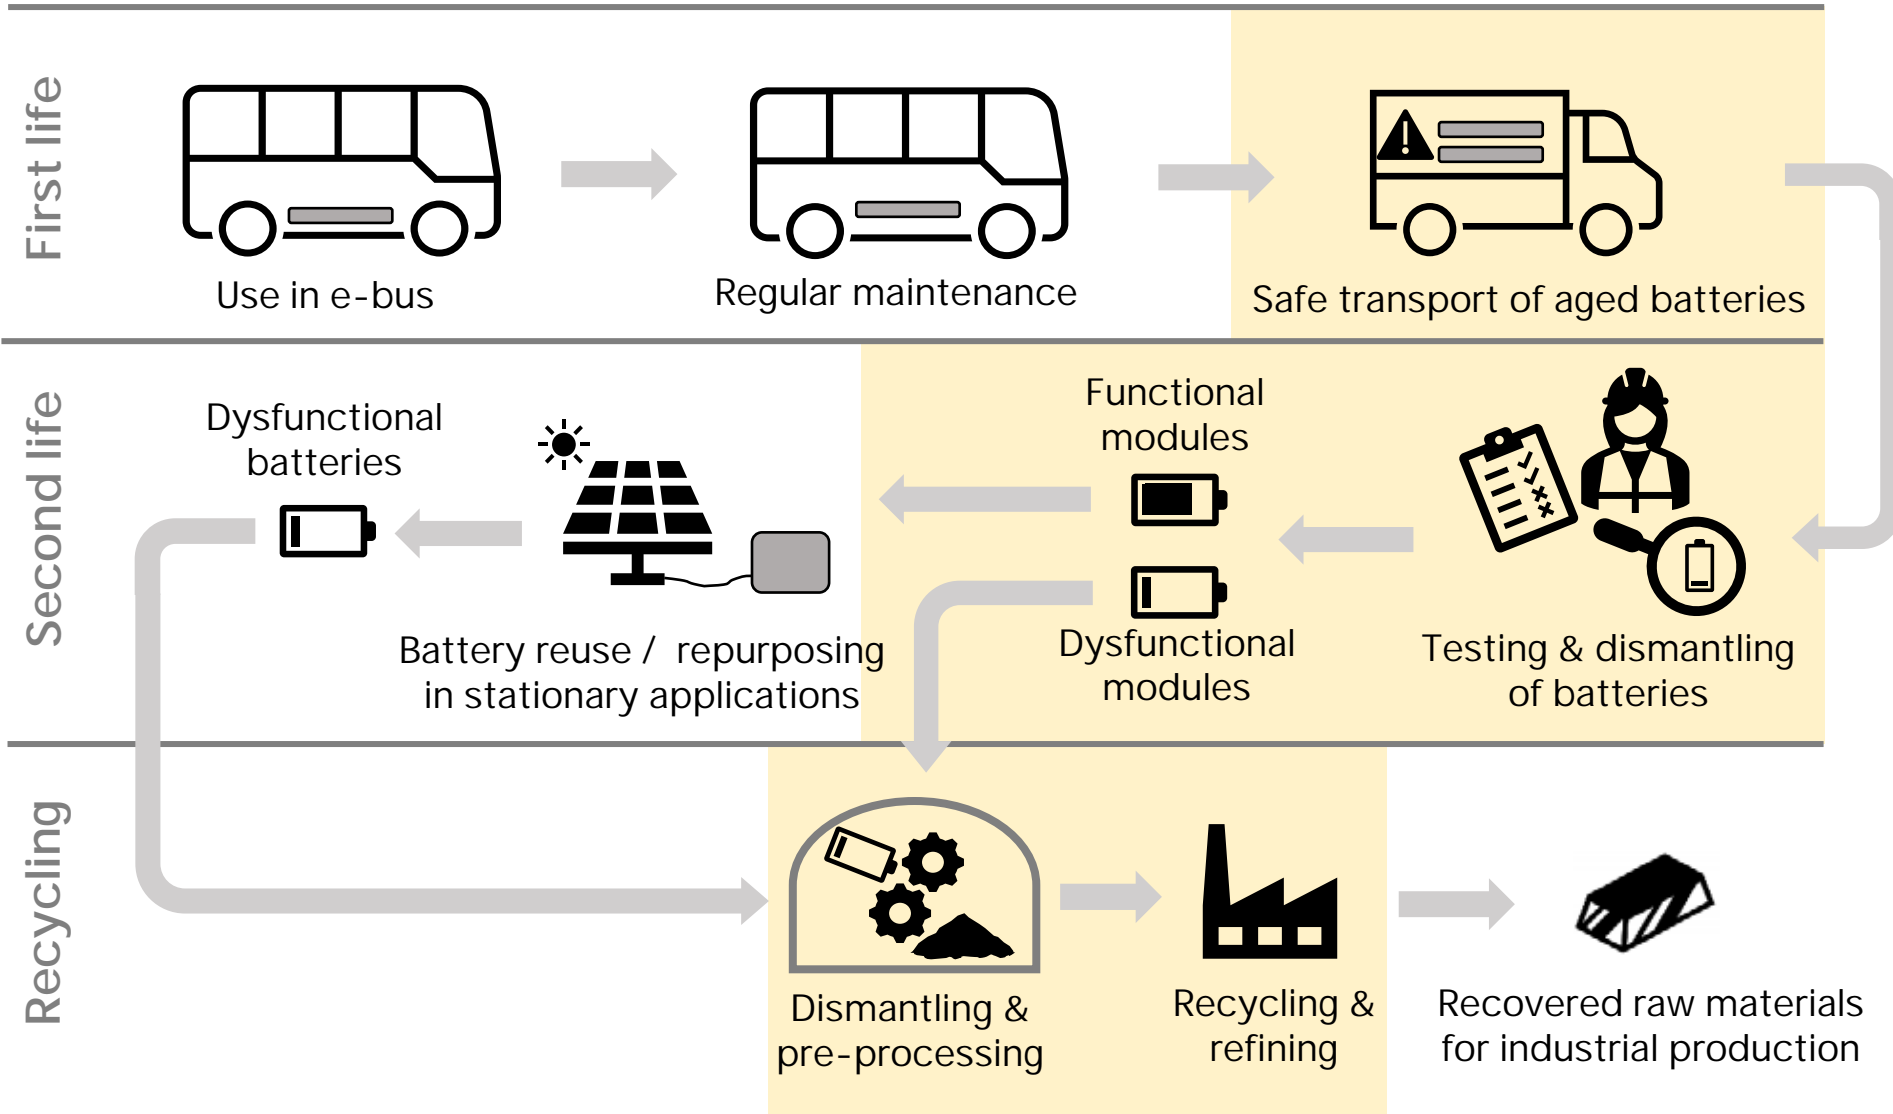 First life
Use in e-bus
Regular maintenance
Safe transport of aged batteries
Second life
Dysfunctional
batteries
Battery reuse / repurposing
in stationary applications
Functional
modules
Dysfunctional
modules
Testing & dismantling
of batteries
Recycling
Dismantling &
pre-processing
Recycling &
refining
Recovered raw materials
for industrial production